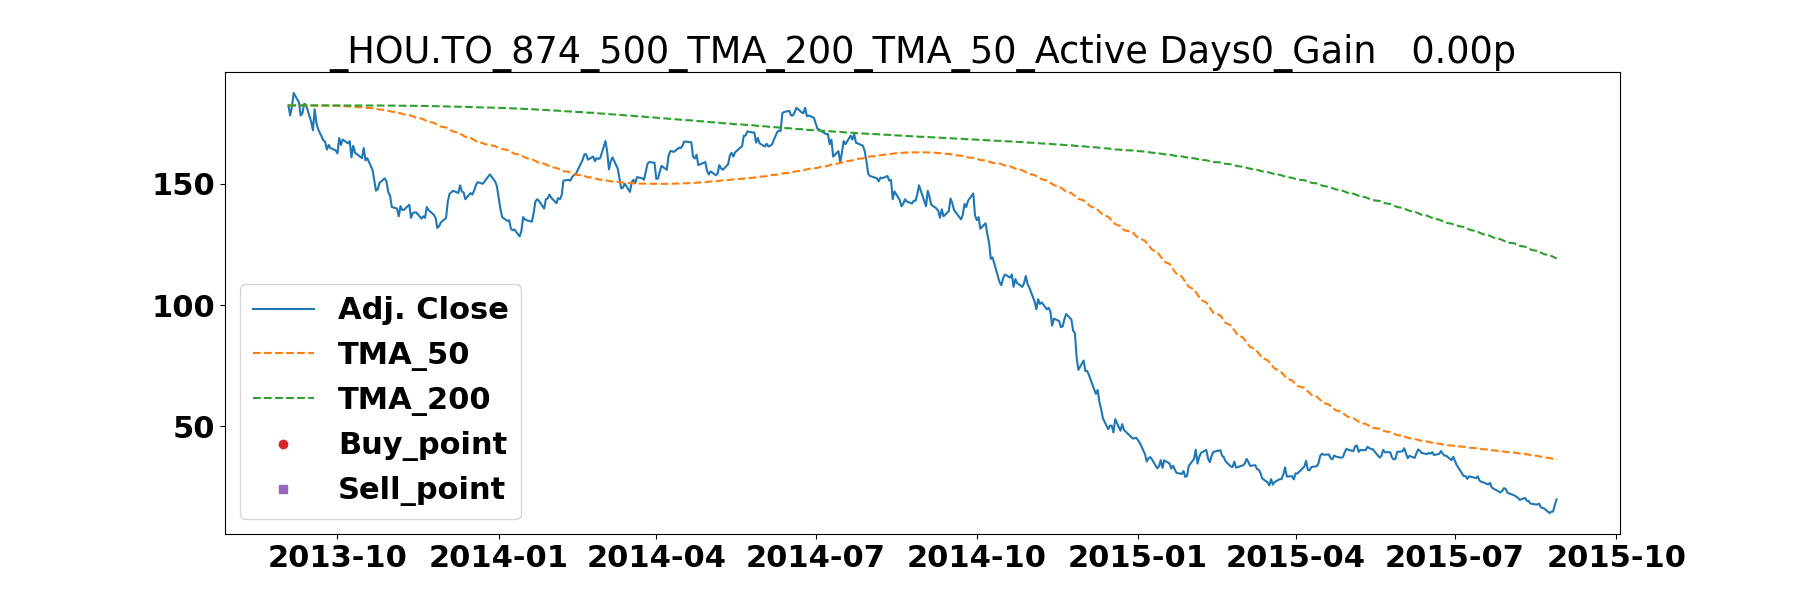 _HOU.TO_874_500_TMA_200_TMA_50_Active Days0_Gain   0.00p
150
100
50
Adj. Close
TMA_50
TMA_200
Buy_point
Sell_point
2013-10 2014-01 2014-04 2014-07 2014-10 2015-01 2015-04 2015-07 2015-10